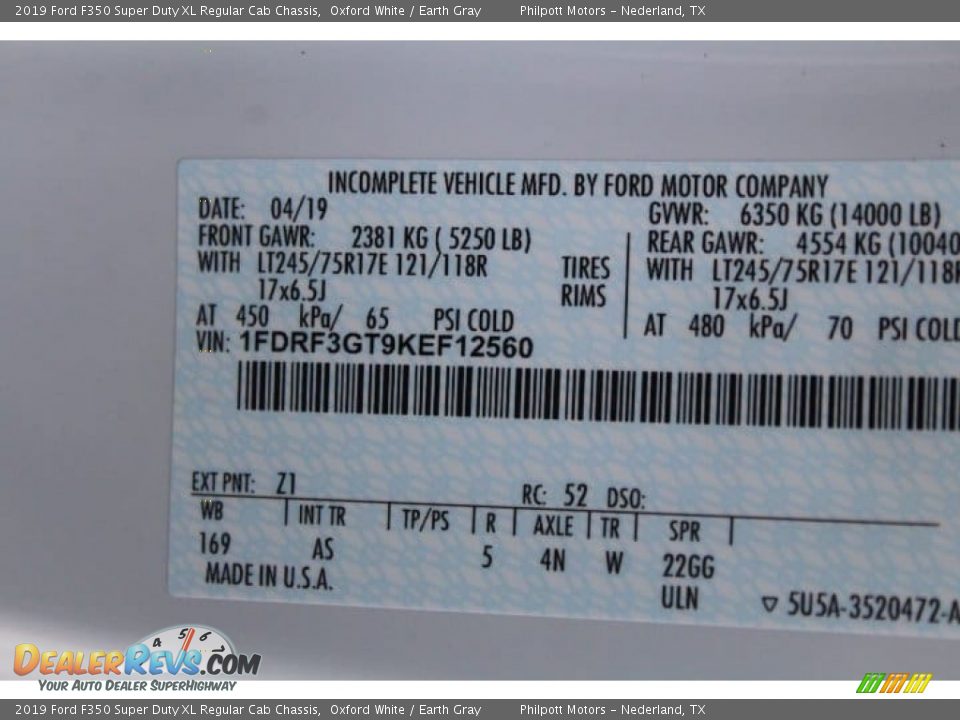 2019 Ford F350 Super Duty XL Regular Cab Chassis, Oxford White / Earth Gray Philpott Motors - Nederland, TX
INCOMPLETE VEHICLE MFD. BY FORD MOTOR COMPANY
DATE: 04/19 GVWR: 6350 KG (14000 LB)
FRONT GAWR: 2381 KG ( 5250 LB) REAR GAWR: 4554 KG (10040
WITH LT245/75R17E 121/118R TIRES WITH LT245/75R17E 121/118R
17x6.5J RIMS 17x6.5J
AT 450 kPa/ 65 PSI COLD AT 480 kPa/ 70 PSI COLD
VIN: 1FDRF3GT9KEF12560
EXT PNT: Z1 RC: 52 DSO:
WB INT TR TP/PS R AXLE TR SPR
169 AS 5 4N W 22GG
MADE IN U.S.A. ULN ▽ 5U5A-3520472-A
4 5 6 7
DEALERREVS.COM
YOUR AUTO DEALER SUPERHIGHWAY
2019 Ford F350 Super Duty XL Regular Cab Chassis, Oxford White / Earth Gray Philpott Motors - Nederland, TX